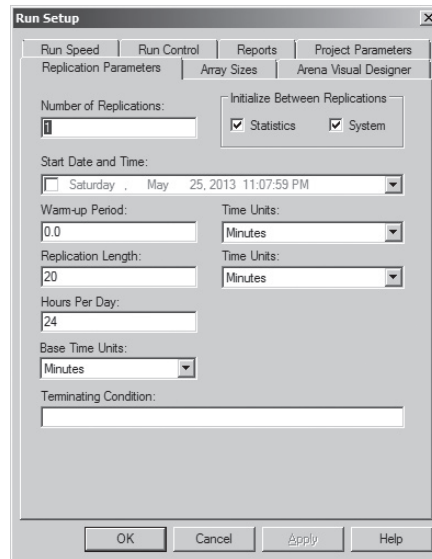 Run Setup
Run Speed Run Control Reports Project Parameters
Replication Parameters Array Sizes Arena Visual Designer
Number of Replications:
1
Initialize Between Replications
Statistics System
Start Date and Time:
Saturday , May 25, 2013 11:07:59 PM
Warm-up Period: Time Units:
0.0 Minutes
Replication Length: Time Units:
20 Minutes
Hours Per Day:
24
Base Time Units:
Minutes
Terminating Condition:
OK Cancel Apply Help